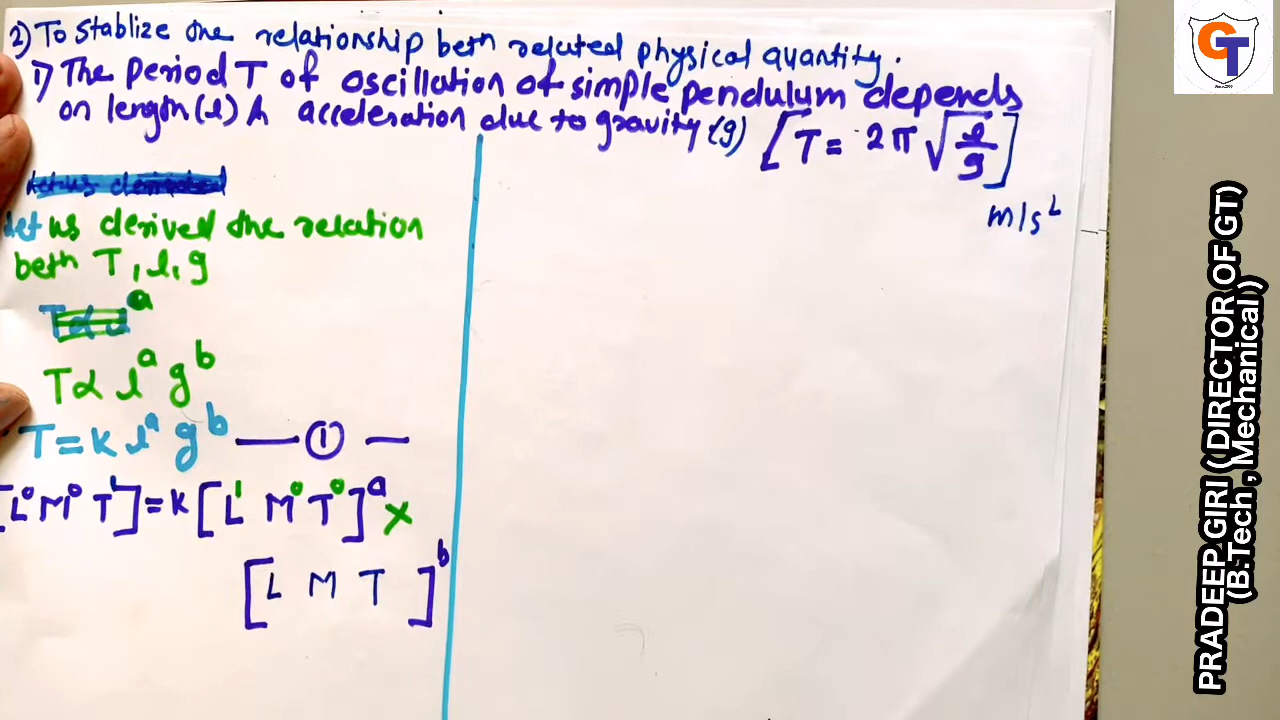 2) To stablize the relationship beth related physical quantity.
1) The period T of oscillation of simple pendulum depends
on length (l) & acceleration due to gravity (g) [T = 2π √l/g]
m/s²
Let us derived the relation
beth T, l, g
T ∝ l^a g^b
T = K l^a g^b — ① —
[L⁰ M⁰ T¹] = K [L¹ M⁰ T⁰]^a ×
[L M T ]^b
GT
PRADEEP GIRI ( DIRECTOR OF GT)
(B.Tech , Mechanical )